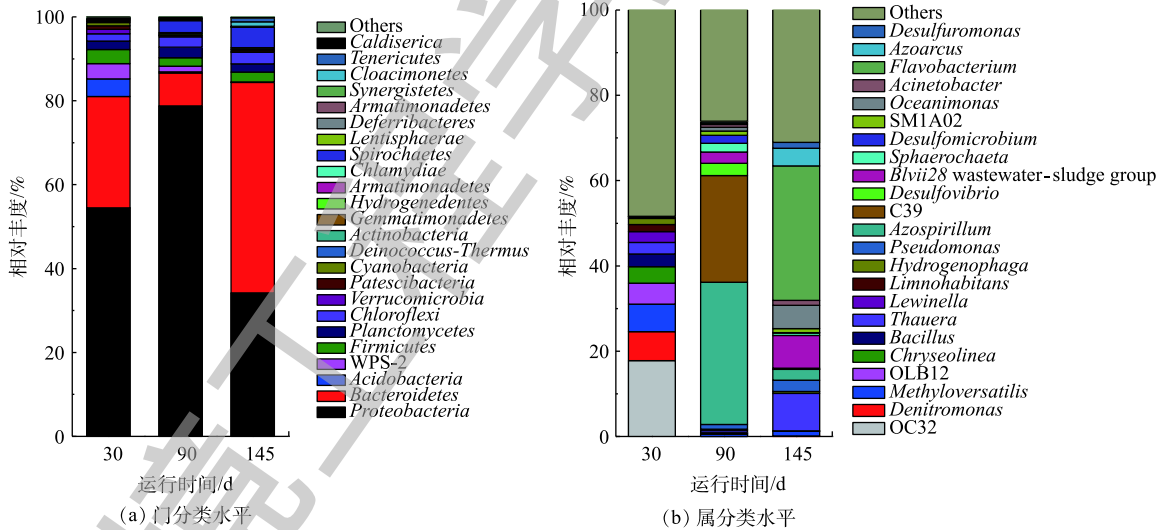 100
80
60
40
20
0
相对丰度/%
30
90
145
运行时间/d
(a) 门分类水平
Others
Caldiserica
Tenericutes
Cloacimonetes
Synergistetes
Armatimonadetes
Deferribacteres
Lentisphaerae
Spirochaetes
Chlamydiae
Armatimonadetes
Hydrogenedentes
Gemmatimonadetes
Actinobacteria
Deinococcus-Thermus
Cyanobacteria
Patescibacteria
Verrucomicrobia
Chloroflexi
Planctomycetes
Firmicutes
WPS-2
Acidobacteria
Bacteroidetes
Proteobacteria
100
80
60
40
20
0
相对丰度/%
30
90
145
运行时间/d
(b) 属分类水平
Others
Desulfuromonas
Azoarcus
Flavobacterium
Acinetobacter
Oceanimonas
SM1A02
Desulfomicrobium
Sphaerochaeta
Blvii28 wastewater-sludge group
Desulfovibrio
C39
Azospirillum
Pseudomonas
Hydrogenophaga
Limnohabitans
Lewinella
Thauera
Bacillus
Chryseolinea
OLB12
Methyloversatilis
Denitromonas
OC32